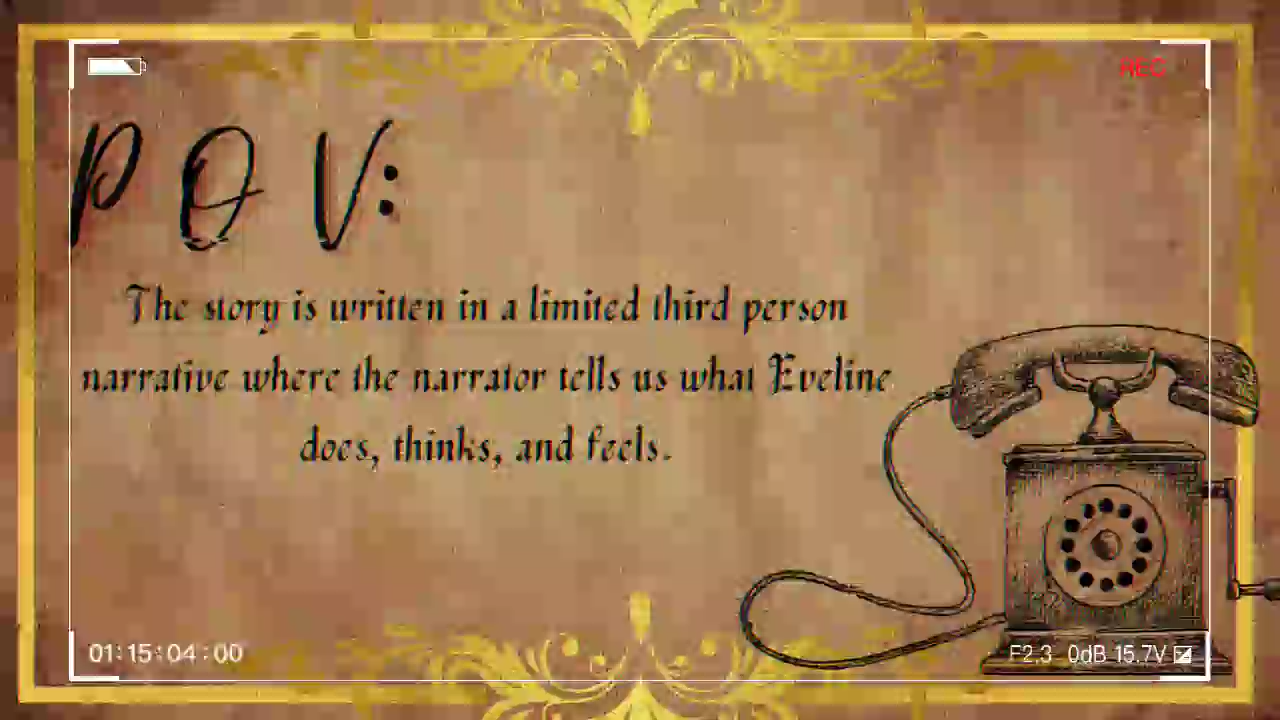 REC
P O V:
The story is written in a limited third person
narrative where the narrator tells us what Eveline
does, thinks, and feels.
01:15:04:00
F2.3 0dB 15.7V